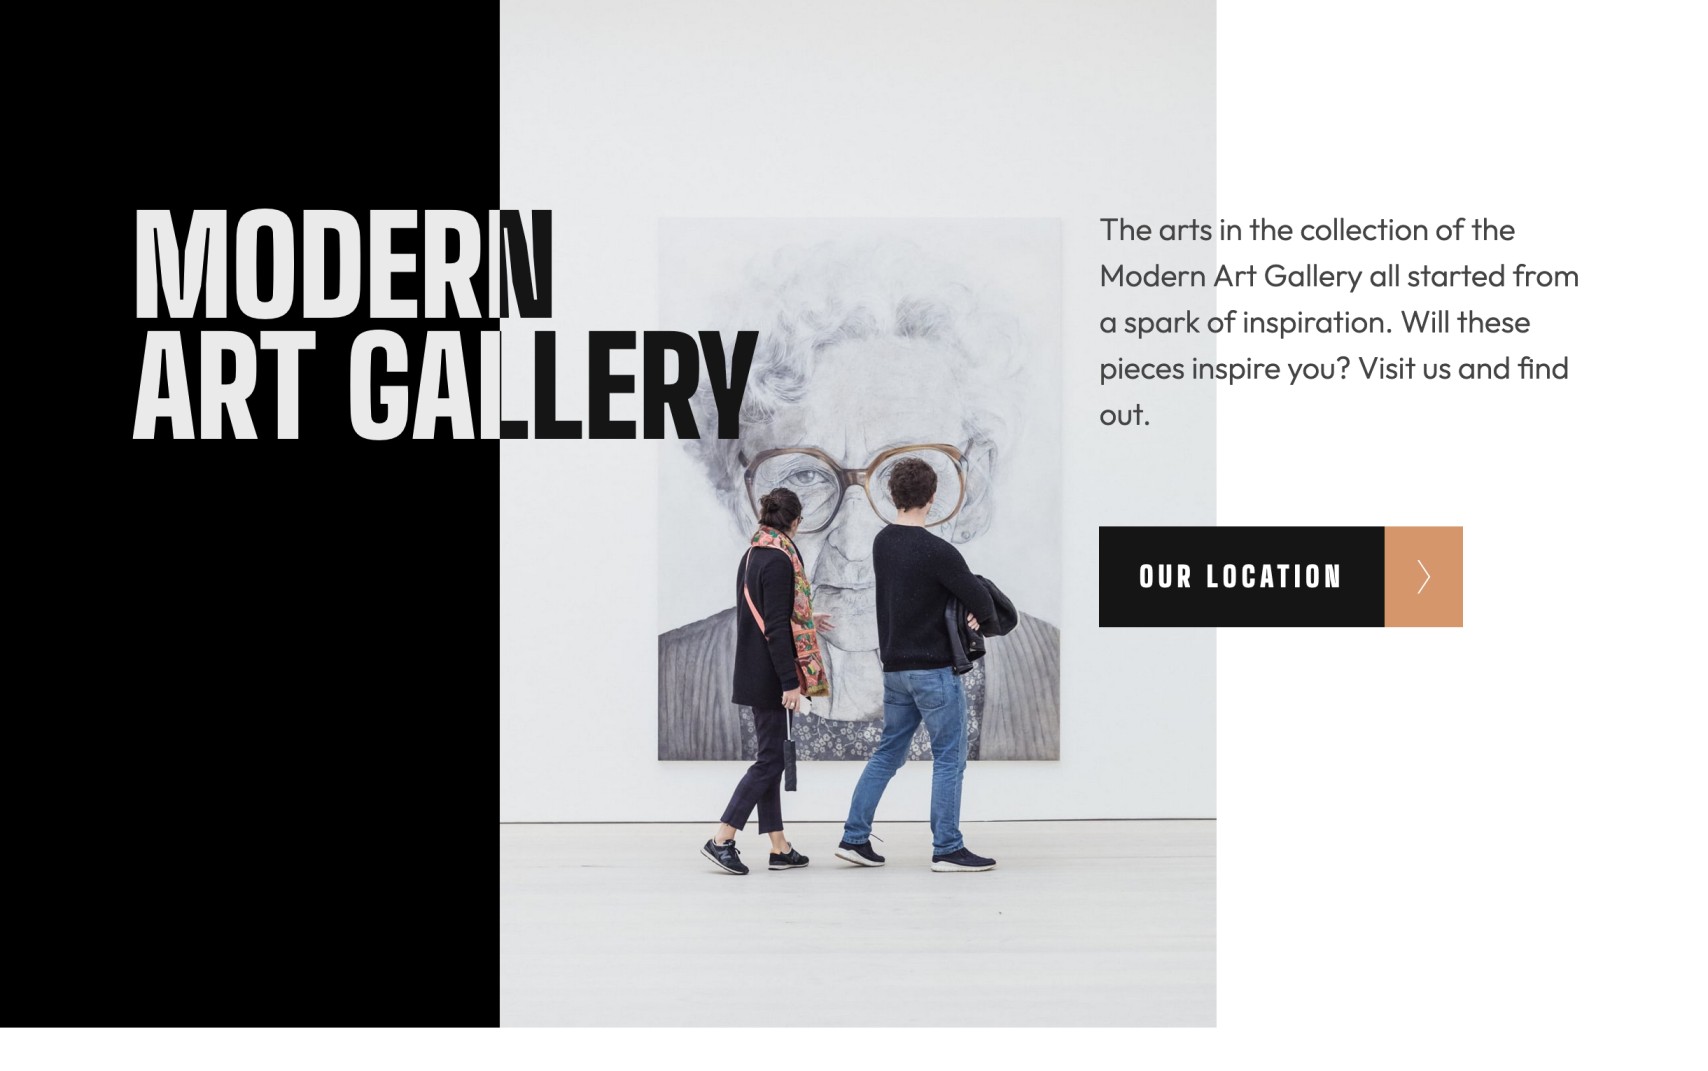 MODERN
ART GALLERY
The arts in the collection of the
Modern Art Gallery all started from
a spark of inspiration. Will these
pieces inspire you? Visit us and find
out.
OUR LOCATION